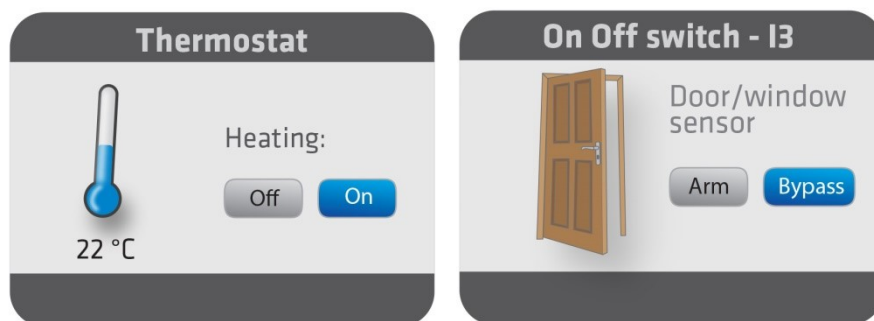 Thermostat
Heating:
Off
On
22 °C
On Off switch - I3
Door/window
sensor
Arm
Bypass